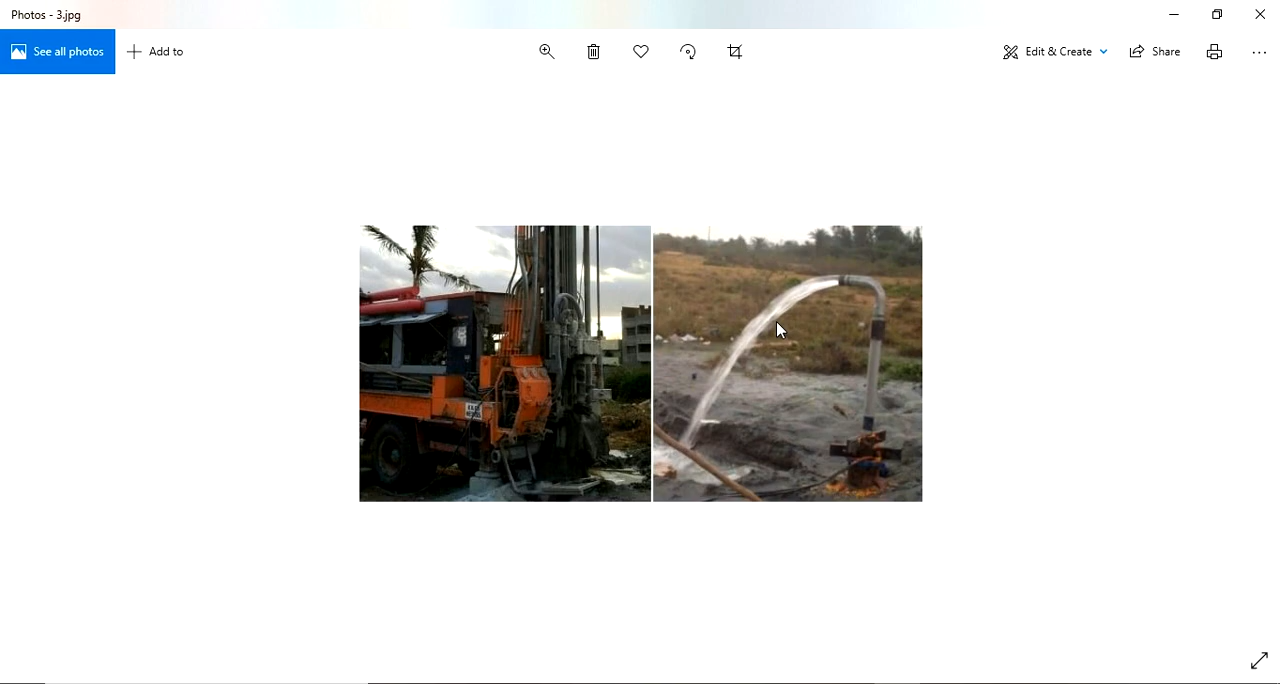 Photos - 3.jpg
See all photos
Add to
Edit & Create
Share